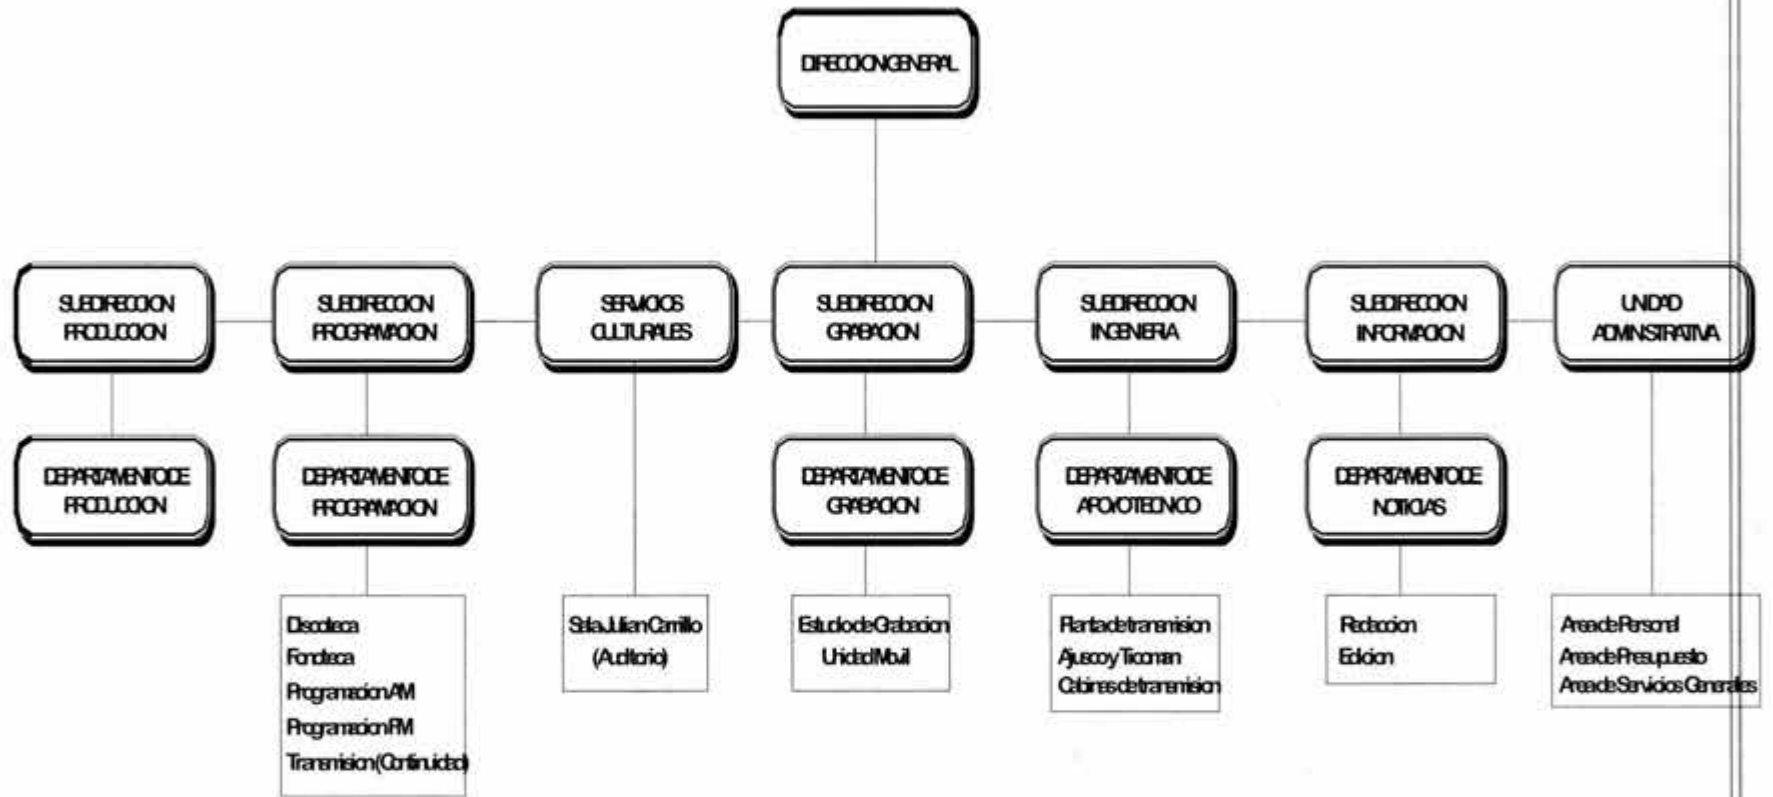 DIRECCION GENERAL
SUBDIRECCION
PRODUCCION
SUBDIRECCION
PROGRAMACION
SERVICIOS
CULTURALES
SUBDIRECCION
GRABACION
SUBDIRECCION
INGENIERIA
SUBDIRECCION
INFORMACION
UNIDAD
ADMINISTRATIVA
DEPARTAMENTO DE
PRODUCCION
DEPARTAMENTO DE
PROGRAMACION
DEPARTAMENTO DE
GRABACION
DEPARTAMENTO DE
APOYO TECNICO
DEPARTAMENTO DE
NOTICIAS
Discoteca
Fonoteca
Programacion AM
Programacion FM
Transmision (Continuidad)
Sala Julian Carrillo
(Auditorio)
Estudio de Grabacion
Unidad Movil
Planta de transmision
Ajusco y Ticoman
Cabinas de transmision
Redaccion
Edicion
Area de Personal
Area de Presupuesto
Area de Servicios Generales